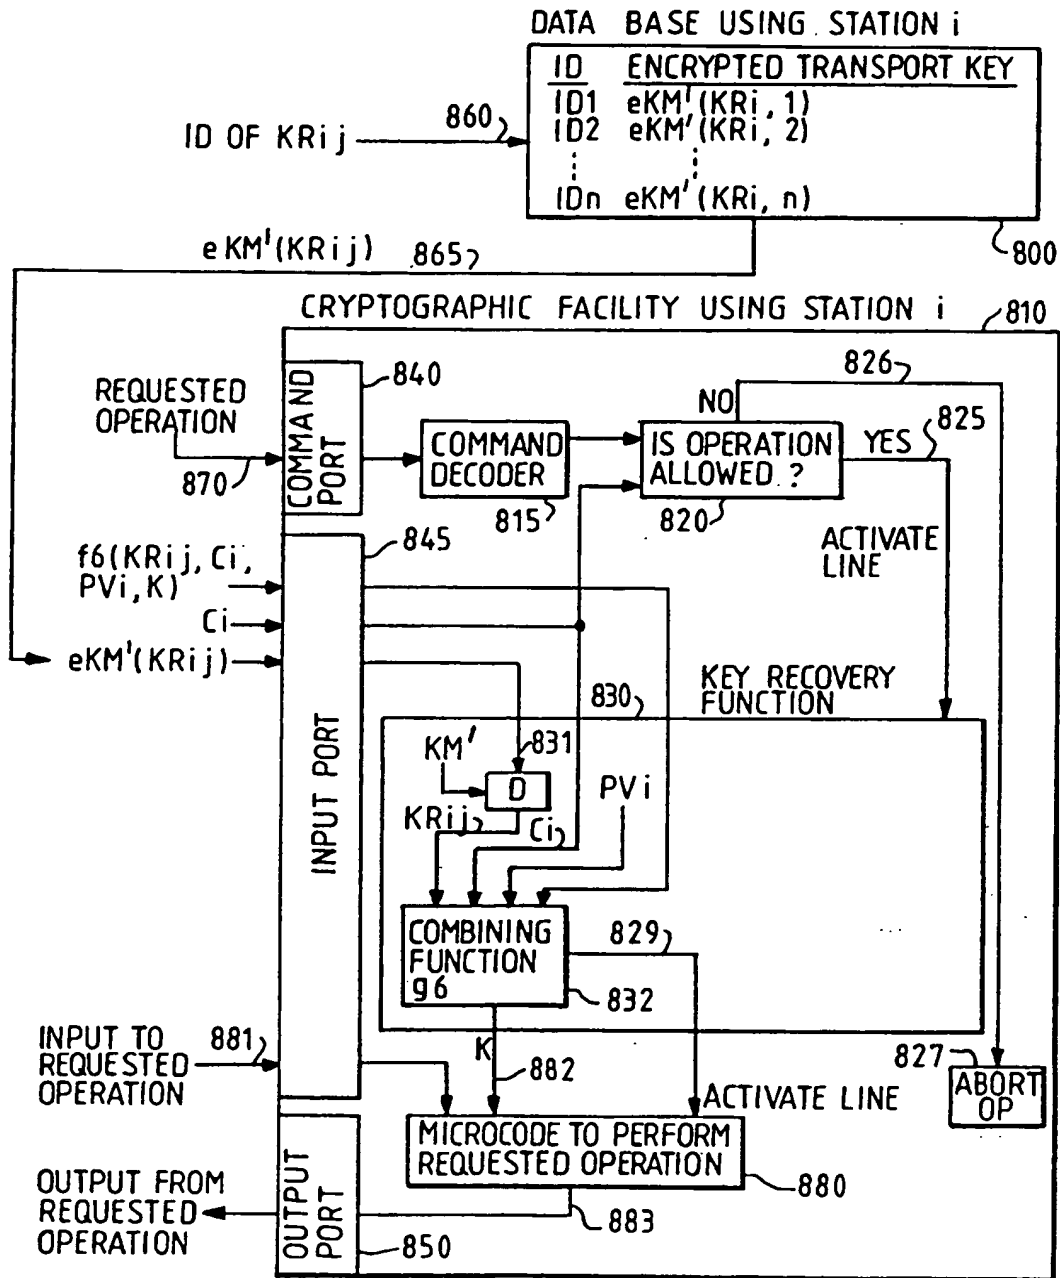 DATA BASE USING STATION i
ID ENCRYPTED TRANSPORT KEY
ID1 eKM'(KRi, 1)
ID2 eKM'(KRi, 2)
IDn eKM'(KRi, n)
860
ID OF KRij
800
eKM'(KRij)
865
CRYPTOGRAPHIC FACILITY USING STATION i
810
840
826
REQUESTED
OPERATION
870
COMMAND
PORT
COMMAND
DECODER
815
NO
IS OPERATION
ALLOWED ?
820
YES
825
ACTIVATE
LINE
845
f6(KRij, Ci,
PVi, K)
Ci
eKM'(KRij)
INPUT PORT
KEY RECOVERY
FUNCTION
830
KM'
831
D
KRij
Ci
PVi
COMBINING
FUNCTION
g6
829
832
INPUT TO
REQUESTED
OPERATION
881
K
882
827
ABORT
OP
ACTIVATE LINE
MICROCODE TO PERFORM
REQUESTED OPERATION
880
OUTPUT FROM
REQUESTED
OPERATION
OUTPUT
PORT
850
883